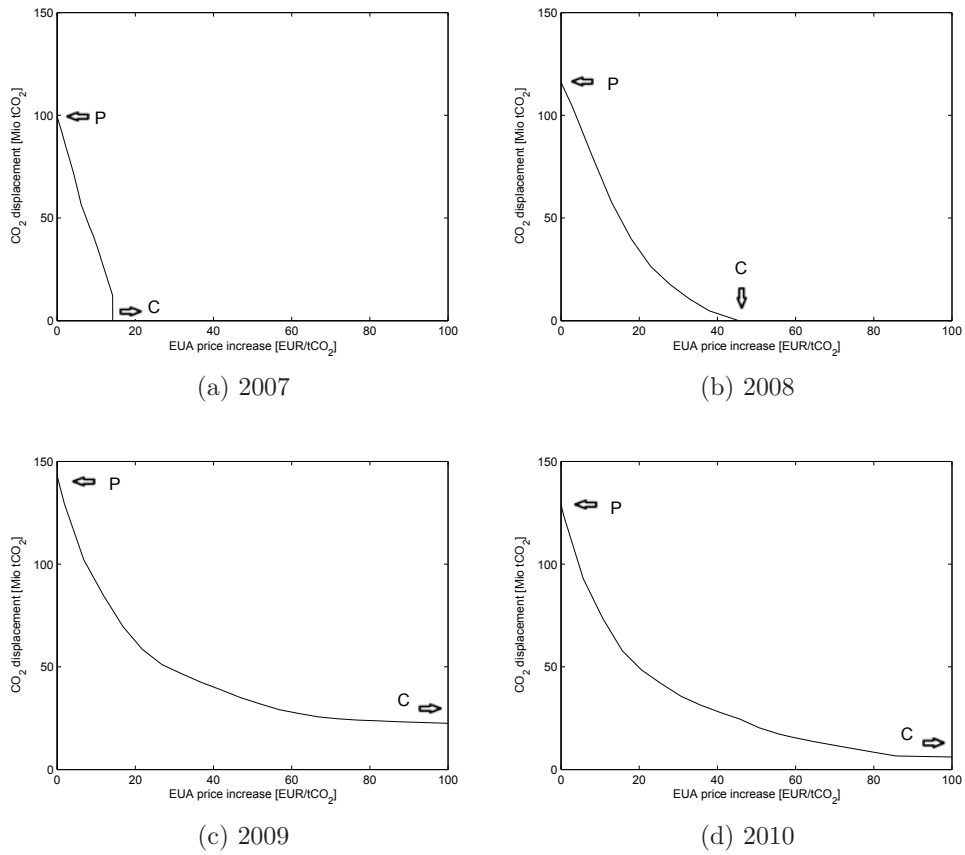 150
100
50
0
CO₂ displacement [Mio tCO₂]
P
C
0 20 40 60 80 100
EUA price increase [EUR/tCO₂]
(a) 2007
150
100
50
0
CO₂ displacement [Mio tCO₂]
P
C
0 20 40 60 80 100
EUA price increase [EUR/tCO₂]
(b) 2008
150
100
50
0
CO₂ displacement [Mio tCO₂]
P
C
0 20 40 60 80 100
EUA price increase [EUR/tCO₂]
(c) 2009
150
100
50
0
CO₂ displacement [Mio tCO₂]
P
C
0 20 40 60 80 100
EUA price increase [EUR/tCO₂]
(d) 2010